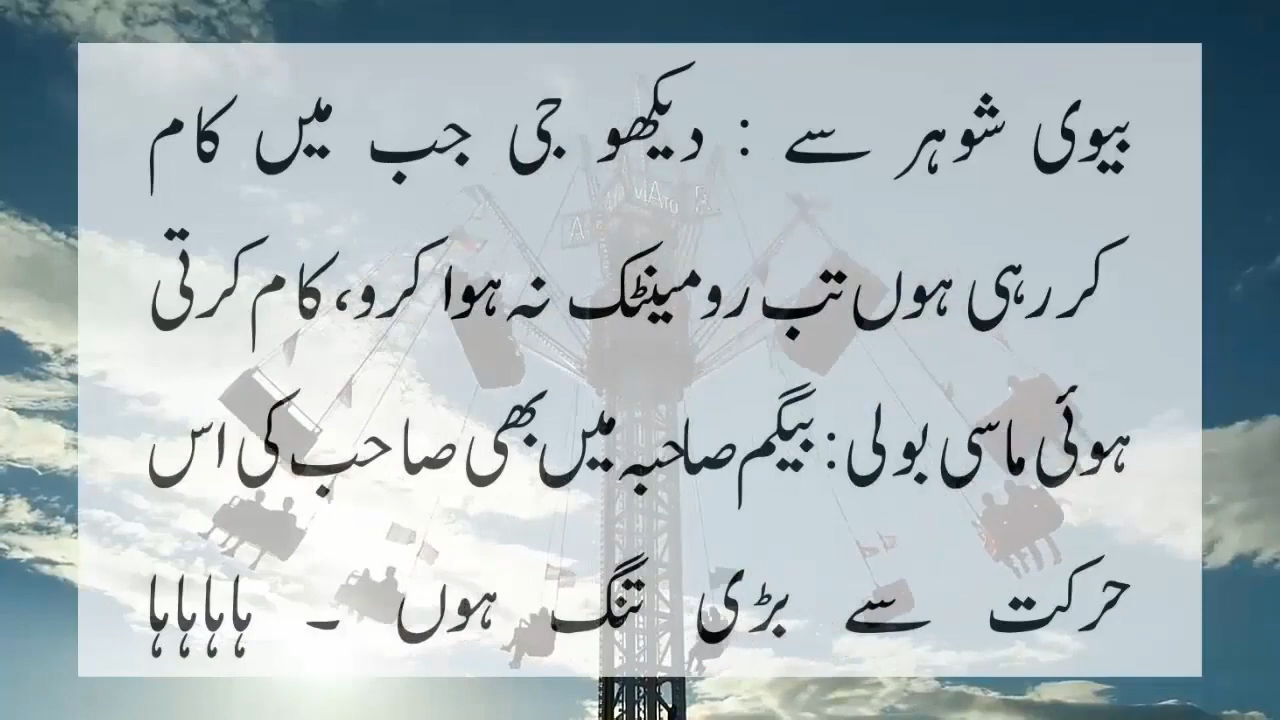 بیوی شوہر سے : دیکھو جی جب میں کام
کر رہی ہوں تب رومینٹک نہ ہوا کرو، کام کرتی
ہوئی ماسی بولی : بیگم صاحبہ میں بھی صاحب کی اس
حرکت سے بڑی تنگ ہوں ۔ ہاہاہاہا